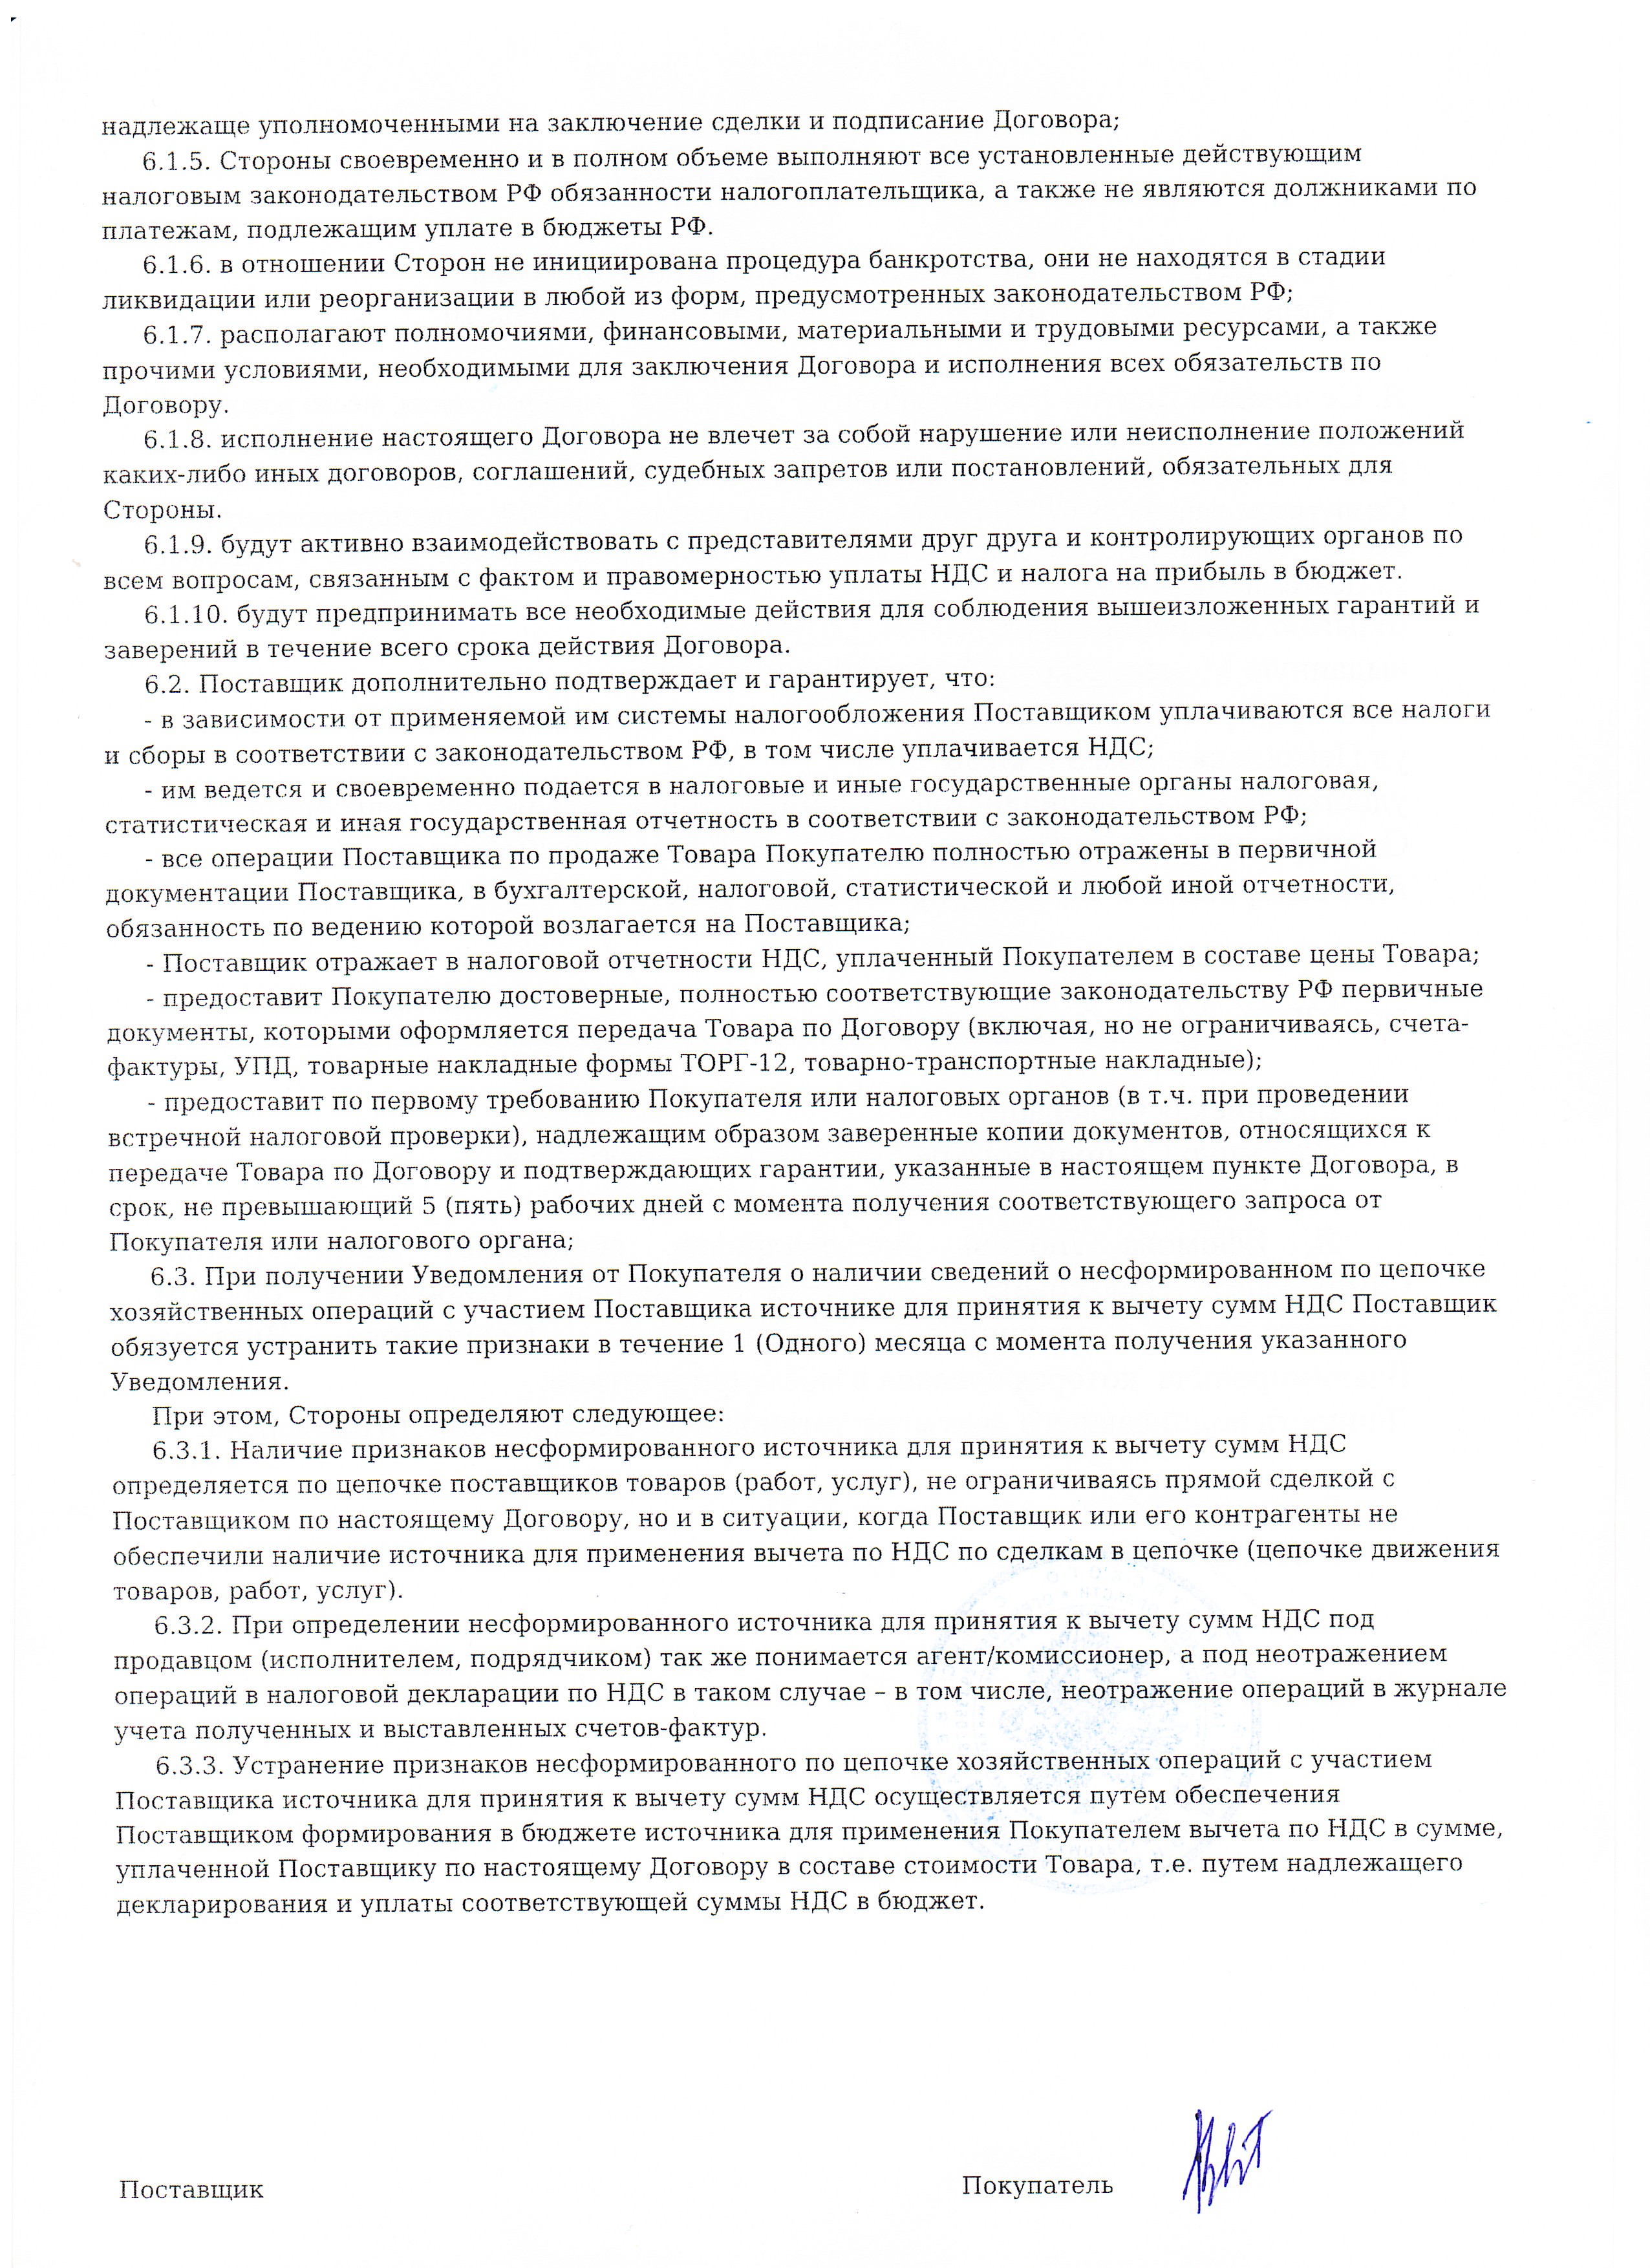 надлежаще уполномоченными на заключение сделки и подписание Договора;
6.1.5. Стороны своевременно и в полном объеме выполняют все установленные действующим
налоговым законодательством РФ обязанности налогоплательщика, а также не являются должниками по
платежам, подлежащим уплате в бюджеты РФ.
6.1.6. в отношении Сторон не инициирована процедура банкротства, они не находятся в стадии
ликвидации или реорганизации в любой из форм, предусмотренных законодательством РФ;
6.1.7. располагают полномочиями, финансовыми, материальными и трудовыми ресурсами, а также
прочими условиями, необходимыми для заключения Договора и исполнения всех обязательств по
Договору.
6.1.8. исполнение настоящего Договора не влечет за собой нарушение или неисполнение положений
каких-либо иных договоров, соглашений, судебных запретов или постановлений, обязательных для
Стороны.
6.1.9. будут активно взаимодействовать с представителями друг друга и контролирующих органов по
всем вопросам, связанным с фактом и правомерностью уплаты НДС и налога на прибыль в бюджет.
6.1.10. будут предпринимать все необходимые действия для соблюдения вышеизложенных гарантий и
заверений в течение всего срока действия Договора.
6.2. Поставщик дополнительно подтверждает и гарантирует, что:
- в зависимости от применяемой им системы налогообложения Поставщиком уплачиваются все налоги
и сборы в соответствии с законодательством РФ, в том числе уплачивается НДС;
- им ведется и своевременно подается в налоговые и иные государственные органы налоговая,
статистическая и иная государственная отчетность в соответствии с законодательством РФ;
- все операции Поставщика по продаже Товара Покупателю полностью отражены в первичной
документации Поставщика, в бухгалтерской, налоговой, статистической и любой иной отчетности,
обязанность по ведению которой возлагается на Поставщика;
- Поставщик отражает в налоговой отчетности НДС, уплаченный Покупателем в составе цены Товара;
- предоставит Покупателю достоверные, полностью соответствующие законодательству РФ первичные
документы, которыми оформляется передача Товара по Договору (включая, но не ограничиваясь, счета-
фактуры, УПД, товарные накладные формы ТОРГ-12, товарно-транспортные накладные);
- предоставит по первому требованию Покупателя или налоговых органов (в т.ч. при проведении
встречной налоговой проверки), надлежащим образом заверенные копии документов, относящихся к
передаче Товара по Договору и подтверждающих гарантии, указанные в настоящем пункте Договора, в
срок, не превышающий 5 (пять) рабочих дней с момента получения соответствующего запроса от
Покупателя или налогового органа;
6.3. При получении Уведомления от Покупателя о наличии сведений о несформированном по цепочке
хозяйственных операций с участием Поставщика источнике для принятия к вычету сумм НДС Поставщик
обязуется устранить такие признаки в течение 1 (Одного) месяца с момента получения указанного
Уведомления.
При этом, Стороны определяют следующее:
6.3.1. Наличие признаков несформированного источника для принятия к вычету сумм НДС
определяется по цепочке поставщиков товаров (работ, услуг), не ограничиваясь прямой сделкой с
Поставщиком по настоящему Договору, но и в ситуации, когда Поставщик или его контрагенты не
обеспечили наличие источника для применения вычета по НДС по сделкам в цепочке (цепочке движения
товаров, работ, услуг).
6.3.2. При определении несформированного источника для принятия к вычету сумм НДС под
продавцом (исполнителем, подрядчиком) так же понимается агент/комиссионер, а под неотражением
операций в налоговой декларации по НДС в таком случае – в том числе, неотражение операций в журнале
учета полученных и выставленных счетов-фактур.
6.3.3. Устранение признаков несформированного по цепочке хозяйственных операций с участием
Поставщика источника для принятия к вычету сумм НДС осуществляется путем обеспечения
Поставщиком формирования в бюджете источника для применения Покупателем вычета по НДС в сумме,
уплаченной Поставщику по настоящему Договору в составе стоимости Товара, т.е. путем надлежащего
декларирования и уплаты соответствующей суммы НДС в бюджет.
Поставщик
Покупатель